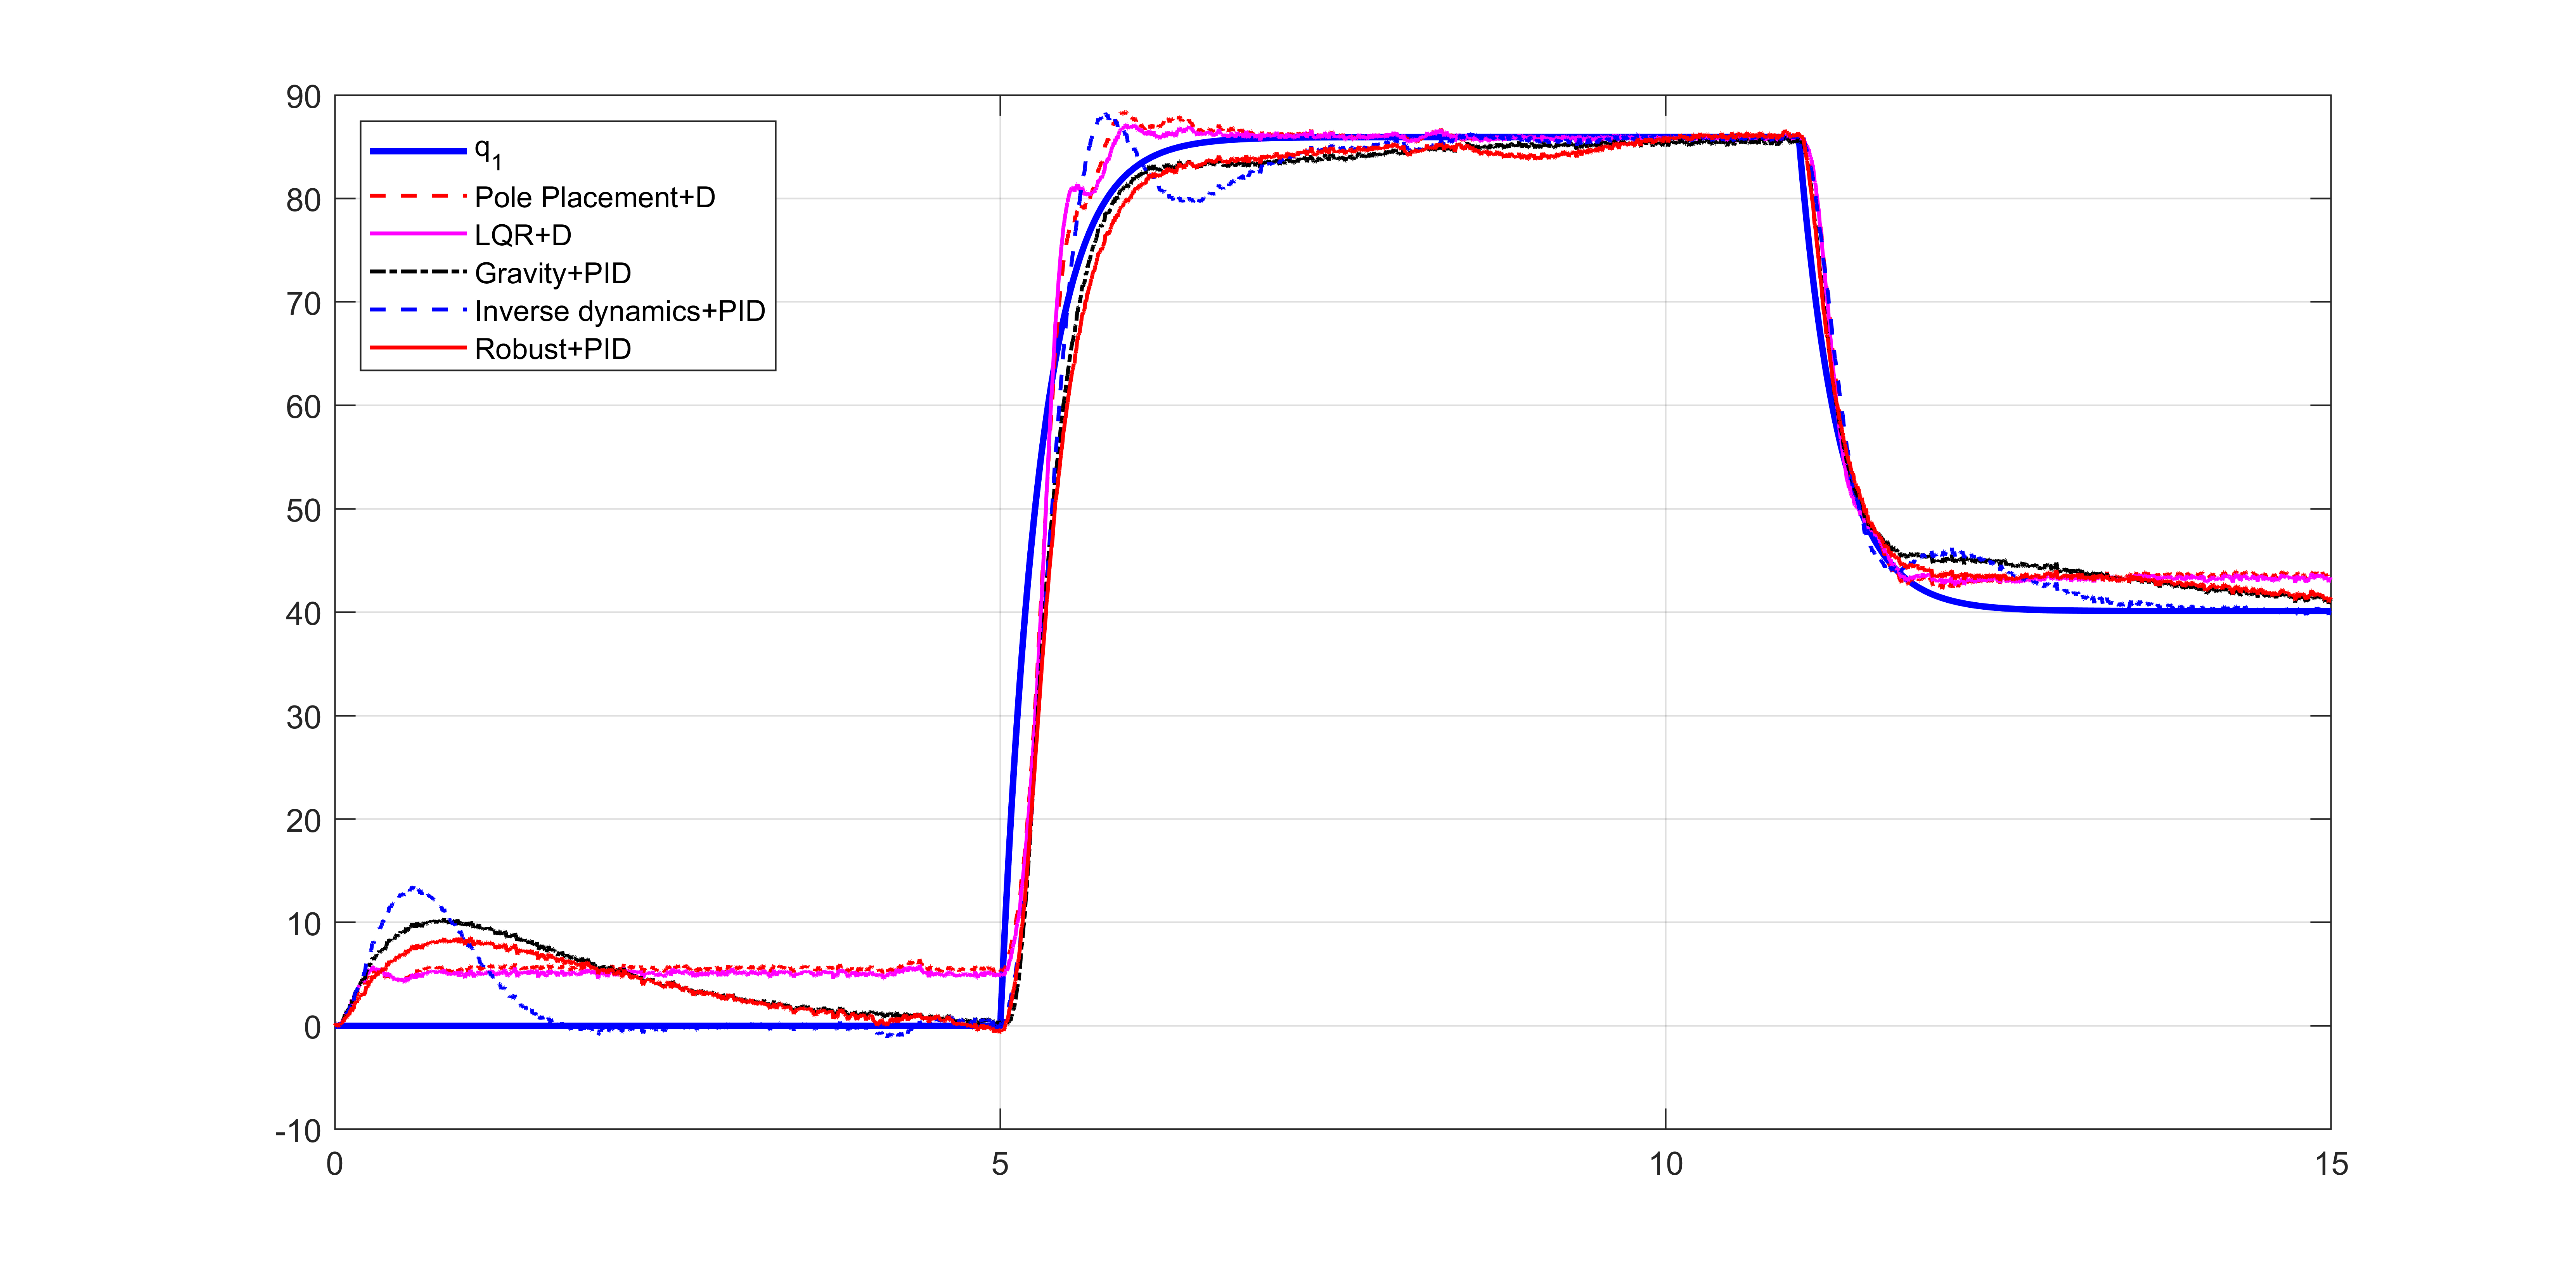 90
80
70
60
50
40
30
20
10
0
-10
q1
Pole Placement+D
LQR+D
Gravity+PID
Inverse dynamics+PID
Robust+PID
0 5 10 15